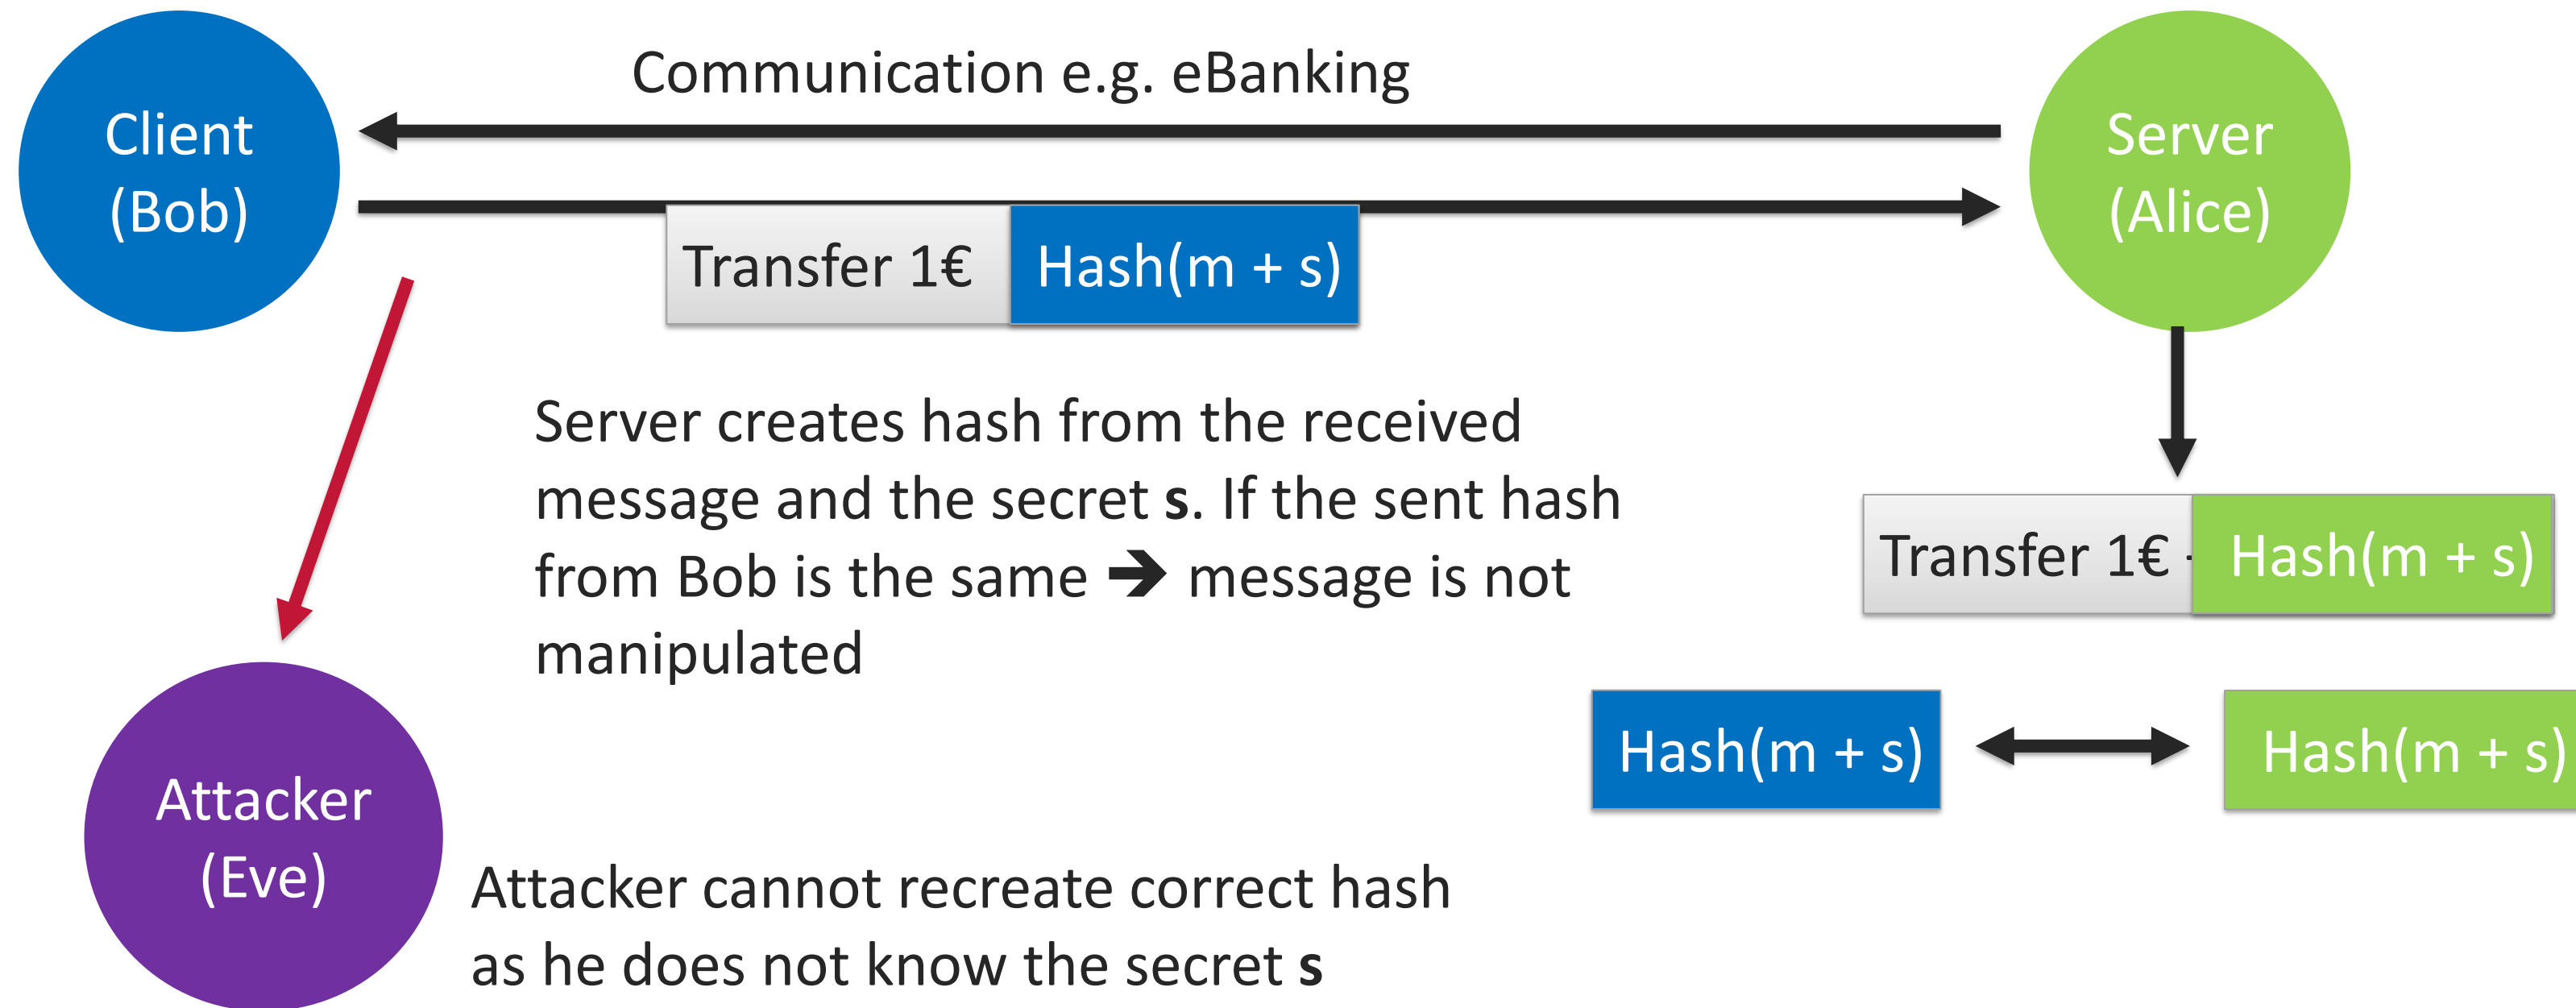 Communication e.g. eBanking
Client
(Bob)
Server
(Alice)
Transfer 1€
Hash(m + s)
Server creates hash from the received
message and the secret s. If the sent hash
from Bob is the same ➔ message is not
manipulated
Transfer 1€
Hash(m + s)
Hash(m + s)
Hash(m + s)
Attacker
(Eve)
Attacker cannot recreate correct hash
as he does not know the secret s